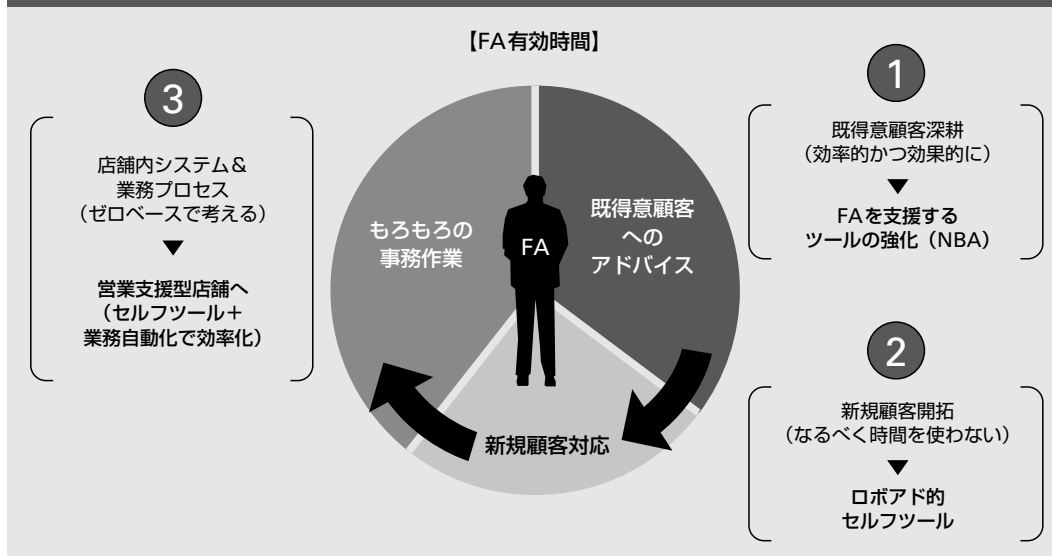 【FA有効時間】
1
既得意顧客深耕
（効率的かつ効果的に）
▼
FAを支援する
ツールの強化（NBA）
2
新規顧客開拓
（なるべく時間を使わない）
▼
ロボアド的
セルフツール
3
店舗内システム＆
業務プロセス
（ゼロベースで考える）
▼
営業支援型店舗へ
（セルフツール＋
業務自動化で効率化）
もろもろの
事務作業
FA
既得意顧客
への
アドバイス
新規顧客対応